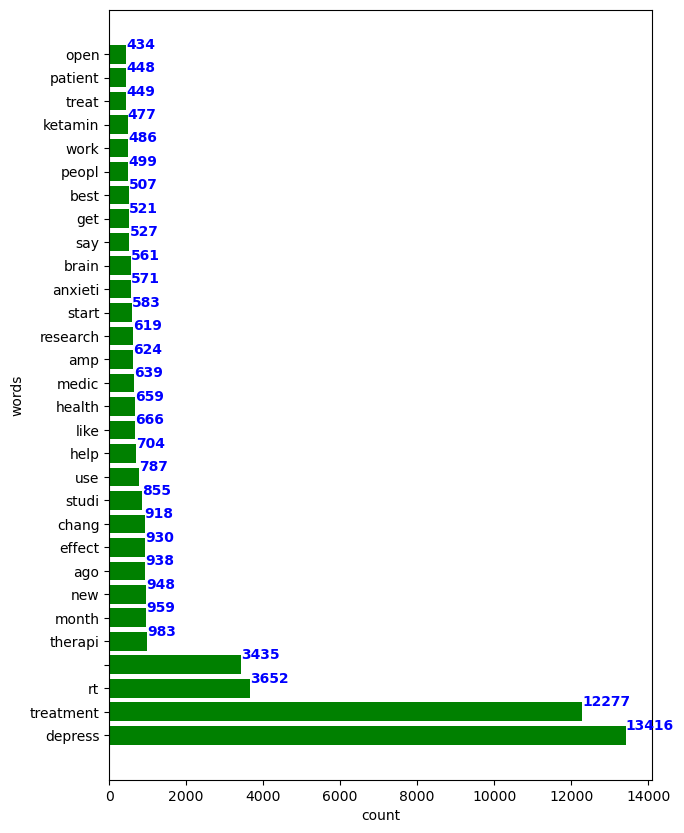 open 434
patient 448
treat 449
ketamin 477
work 486
peopl 499
best 507
get 521
say 527
brain 561
anxieti 571
start 583
research 619
amp 624
medic 639
health 659
like 666
help 704
use 787
studi 855
chang 918
effect 930
ago 938
new 948
month 959
therapi 983
3435
rt 3652
treatment 12277
depress 13416
words
0 2000 4000 6000 8000 10000 12000 14000
count